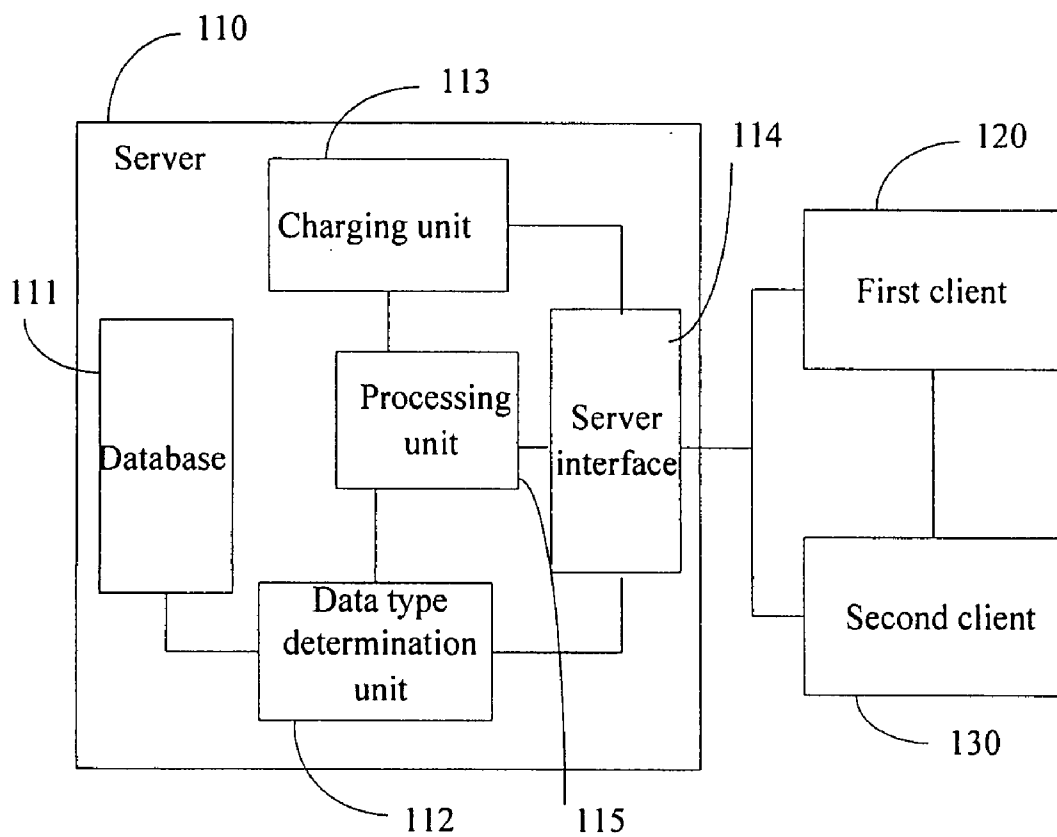 110
113
Server
114
120
Charging unit
111
First client
Processing
unit
Server
interface
Database
Data type
determination
unit
Second client
130
112
115